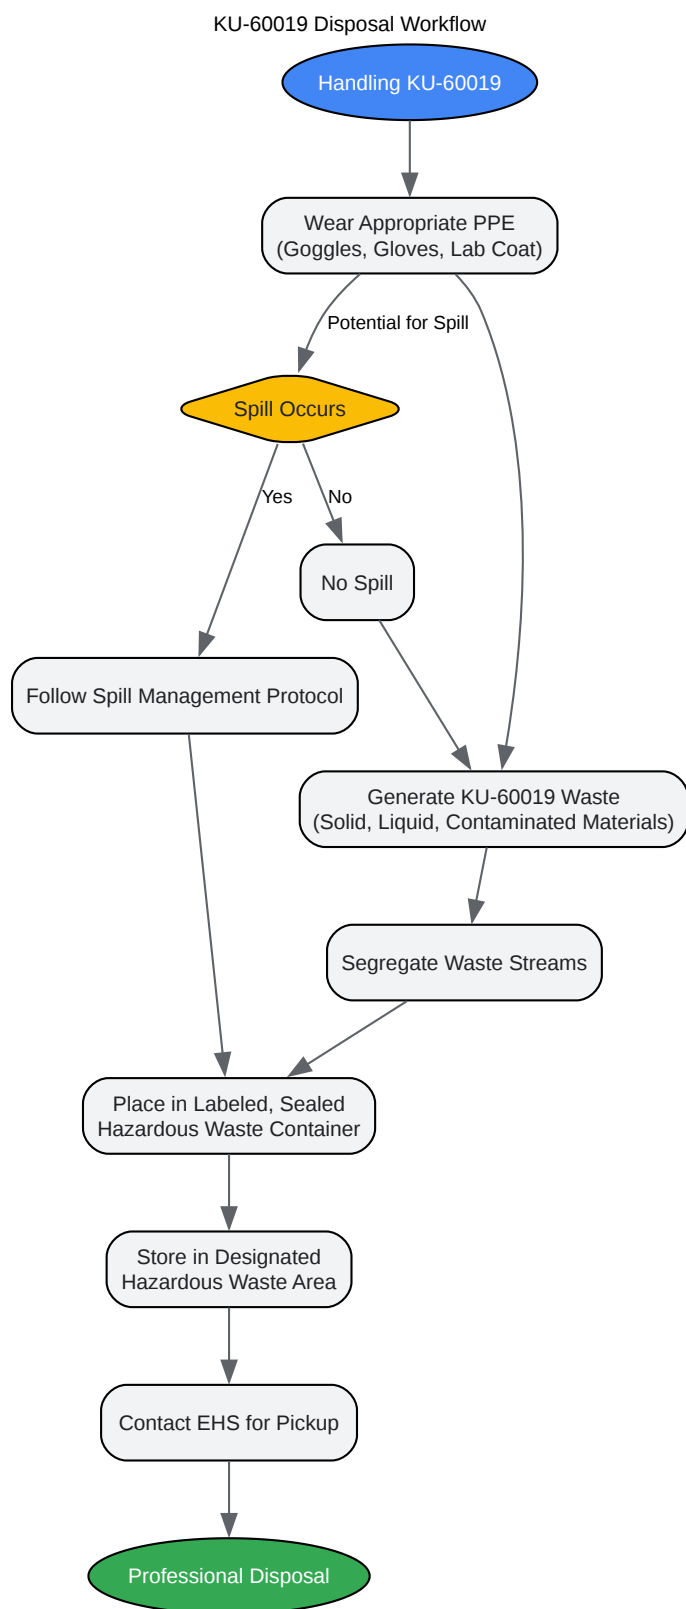 KU-60019 Disposal Workflow
Handling KU-60019
Wear Appropriate PPE
(Goggles, Gloves, Lab Coat)
Potential for Spill
Spill Occurs
Yes
No
No Spill
Follow Spill Management Protocol
Generate KU-60019 Waste
(Solid, Liquid, Contaminated Materials)
Segregate Waste Streams
Place in Labeled, Sealed
Hazardous Waste Container
Store in Designated
Hazardous Waste Area
Contact EHS for Pickup
Professional Disposal